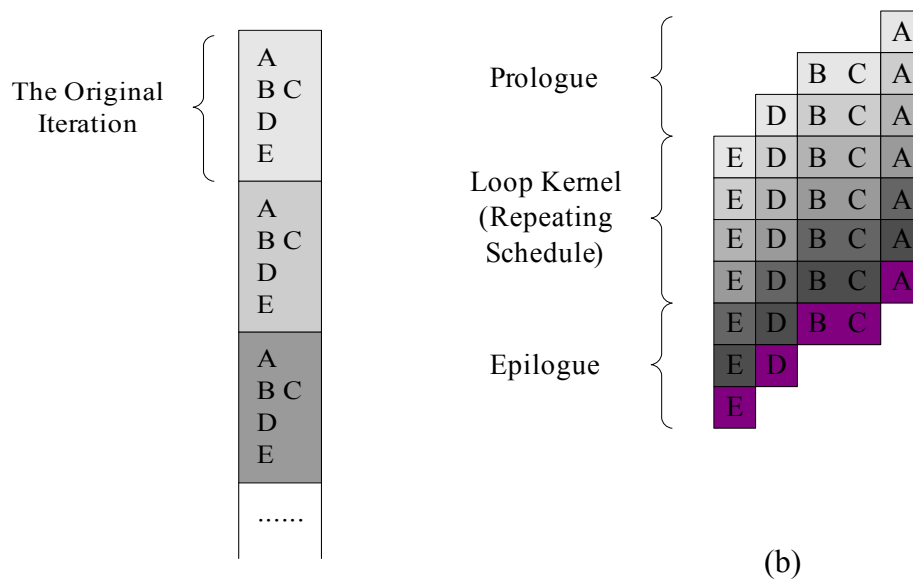 The Original
Iteration
A
B C
D
E
A
B C
D
E
A
B C
D
E
......
Prologue
Loop Kernel
(Repeating
Schedule)
Epilogue
A
B C A
D B C A
E D B C A
E D B C A
E D B C A
E D B C A
E D B C
E D
E
(b)